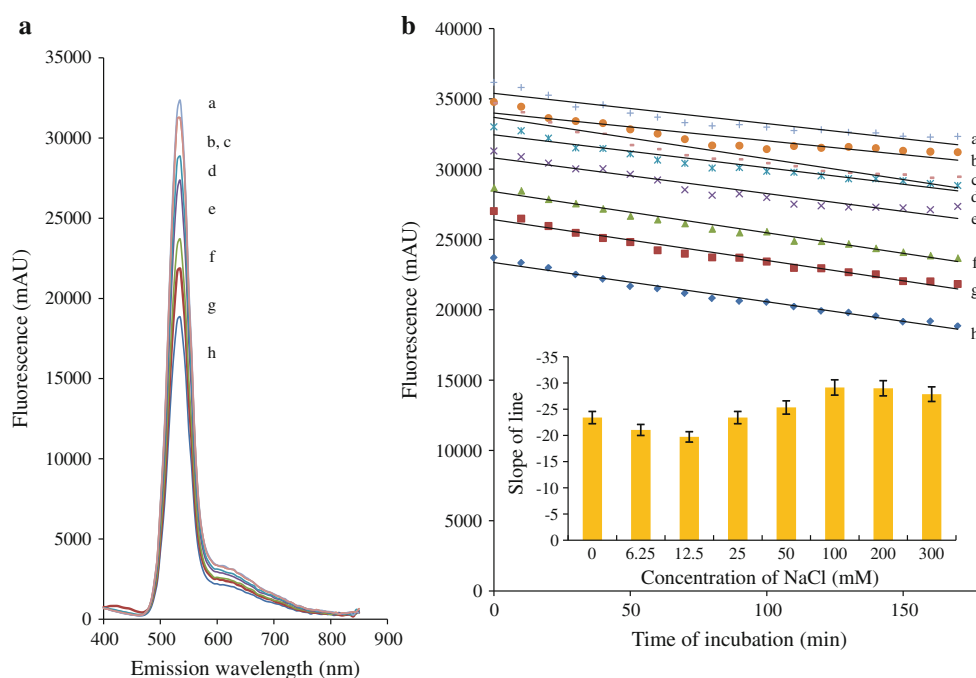 a
35000
30000
25000
20000
15000
10000
5000
0
Fluorescence (mAU)
400 500 600 700 800 900
Emission wavelength (nm)
a
b, c
d
e
f
g
h
b
40000
35000
30000
25000
20000
15000
10000
5000
0
Fluorescence (mAU)
0 50 100 150
Time of incubation (min)
a
b
c
d
e
f
g
h
-35
-30
-25
-20
-15
-10
-5
0
Slope of line
0 6.25 12.5 25 50 100 200 300
Concentration of NaCl (mM)